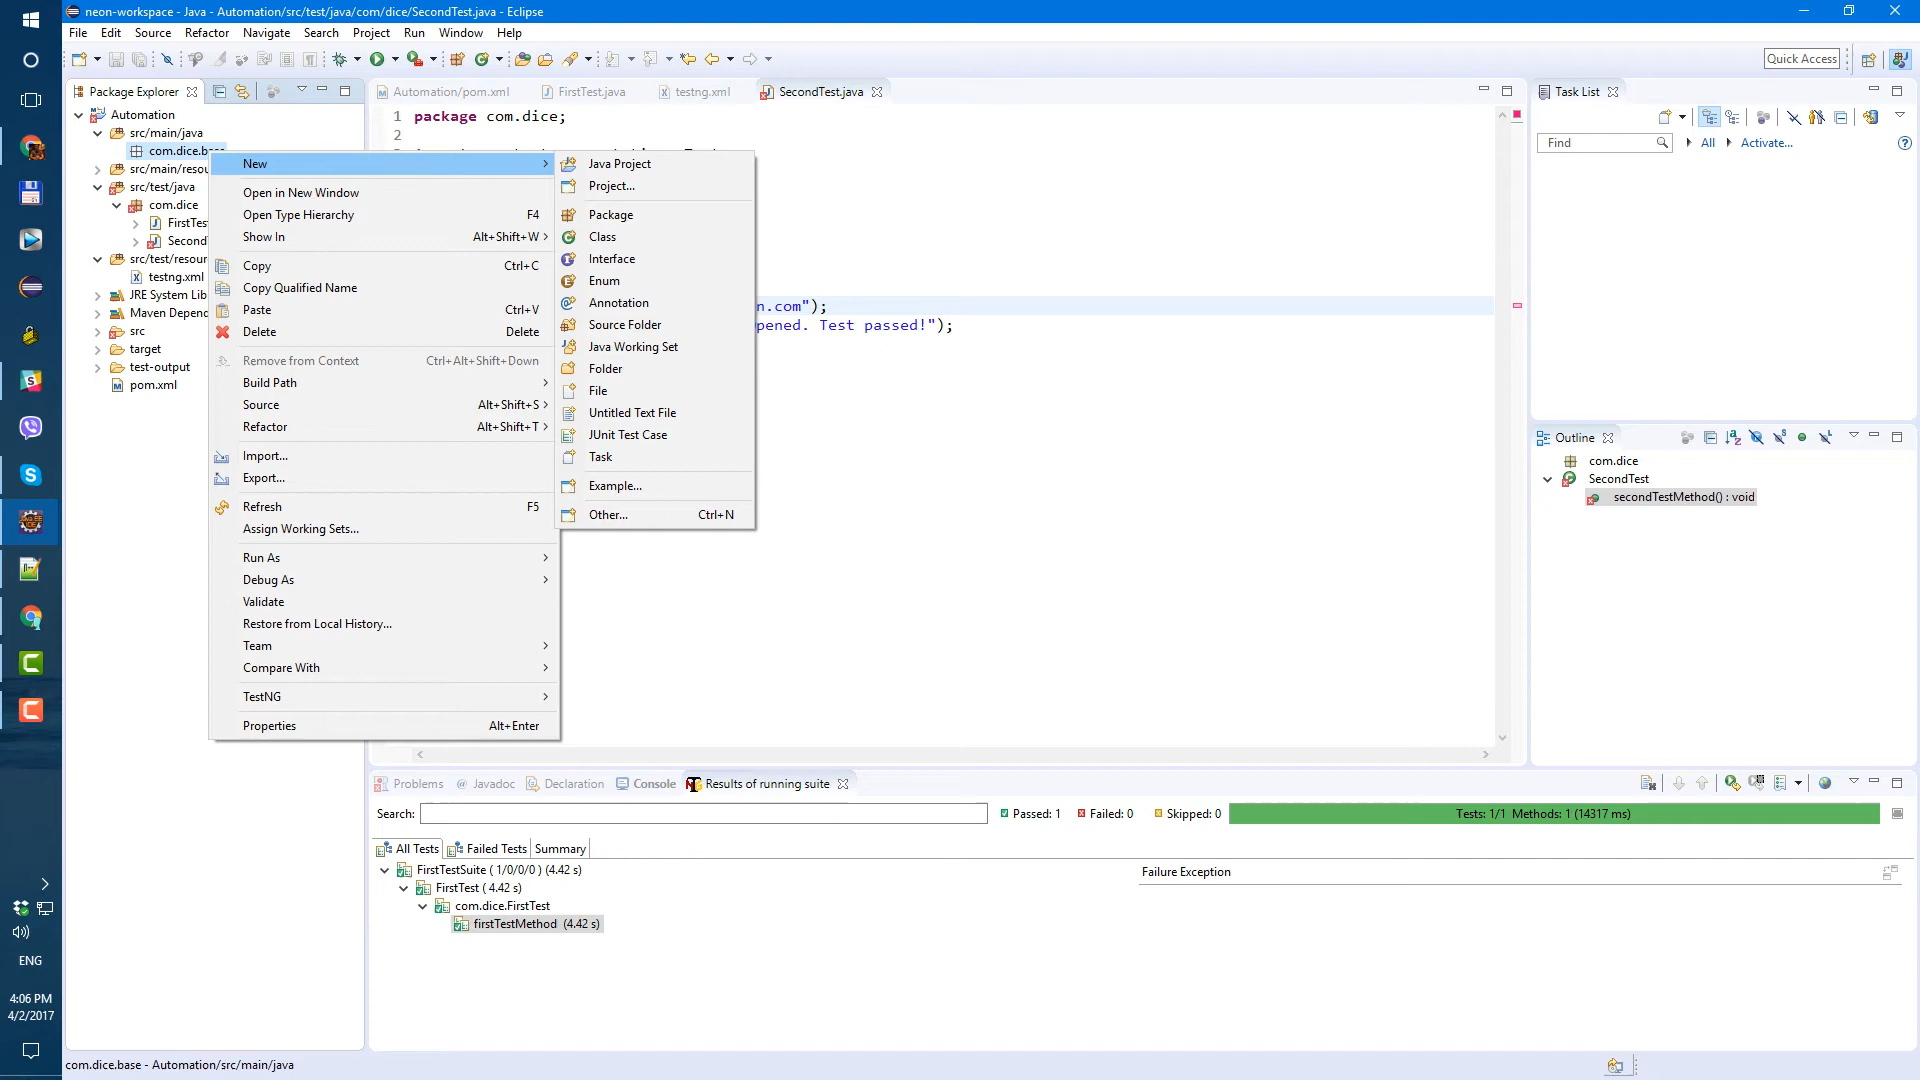 neon-workspace - Java - Automation/src/test/java/com/dice/SecondTest.java - Eclipse
File Edit Source Refactor Navigate Search Project Run Window Help
Quick Access
Package Explorer
Automation/pom.xml
FirstTest.java
testng.xml
SecondTest.java
Task List
Automation
src/main/java
com.dice.base
src/main/resou
src/test/java
com.dice
FirstTes
Second
src/test/resour
testng.xml
JRE System Lib
Maven Depend
src
target
test-output
pom.xml
New
Open in New Window
Open Type Hierarchy F4
Show In Alt+Shift+W
Copy Ctrl+C
Copy Qualified Name
Paste Ctrl+V
Delete Delete
Remove from Context Ctrl+Alt+Shift+Down
Build Path
Source Alt+Shift+S
Refactor Alt+Shift+T
Import...
Export...
Refresh F5
Assign Working Sets...
Run As
Debug As
Validate
Restore from Local History...
Team
Compare With
TestNG
Properties Alt+Enter
Java Project
Project...
Package
Class
Interface
Enum
Annotation
Source Folder
Java Working Set
Folder
File
Untitled Text File
JUnit Test Case
Task
Example...
Other... Ctrl+N
1 package com.dice;
2
n.com");
pened. Test passed!");
Find
All
Activate...
Outline
com.dice
SecondTest
secondTestMethod() : void
Problems
@ Javadoc
Declaration
Console
Results of running suite
Search:
Passed: 1
Failed: 0
Skipped: 0
Tests: 1/1 Methods: 1 (14317 ms)
All Tests
Failed Tests
Summary
FirstTestSuite ( 1/0/0/0 ) (4.42 s)
FirstTest ( 4.42 s)
com.dice.FirstTest
firstTestMethod (4.42 s)
Failure Exception
ENG
4:06 PM
4/2/2017
com.dice.base - Automation/src/main/java